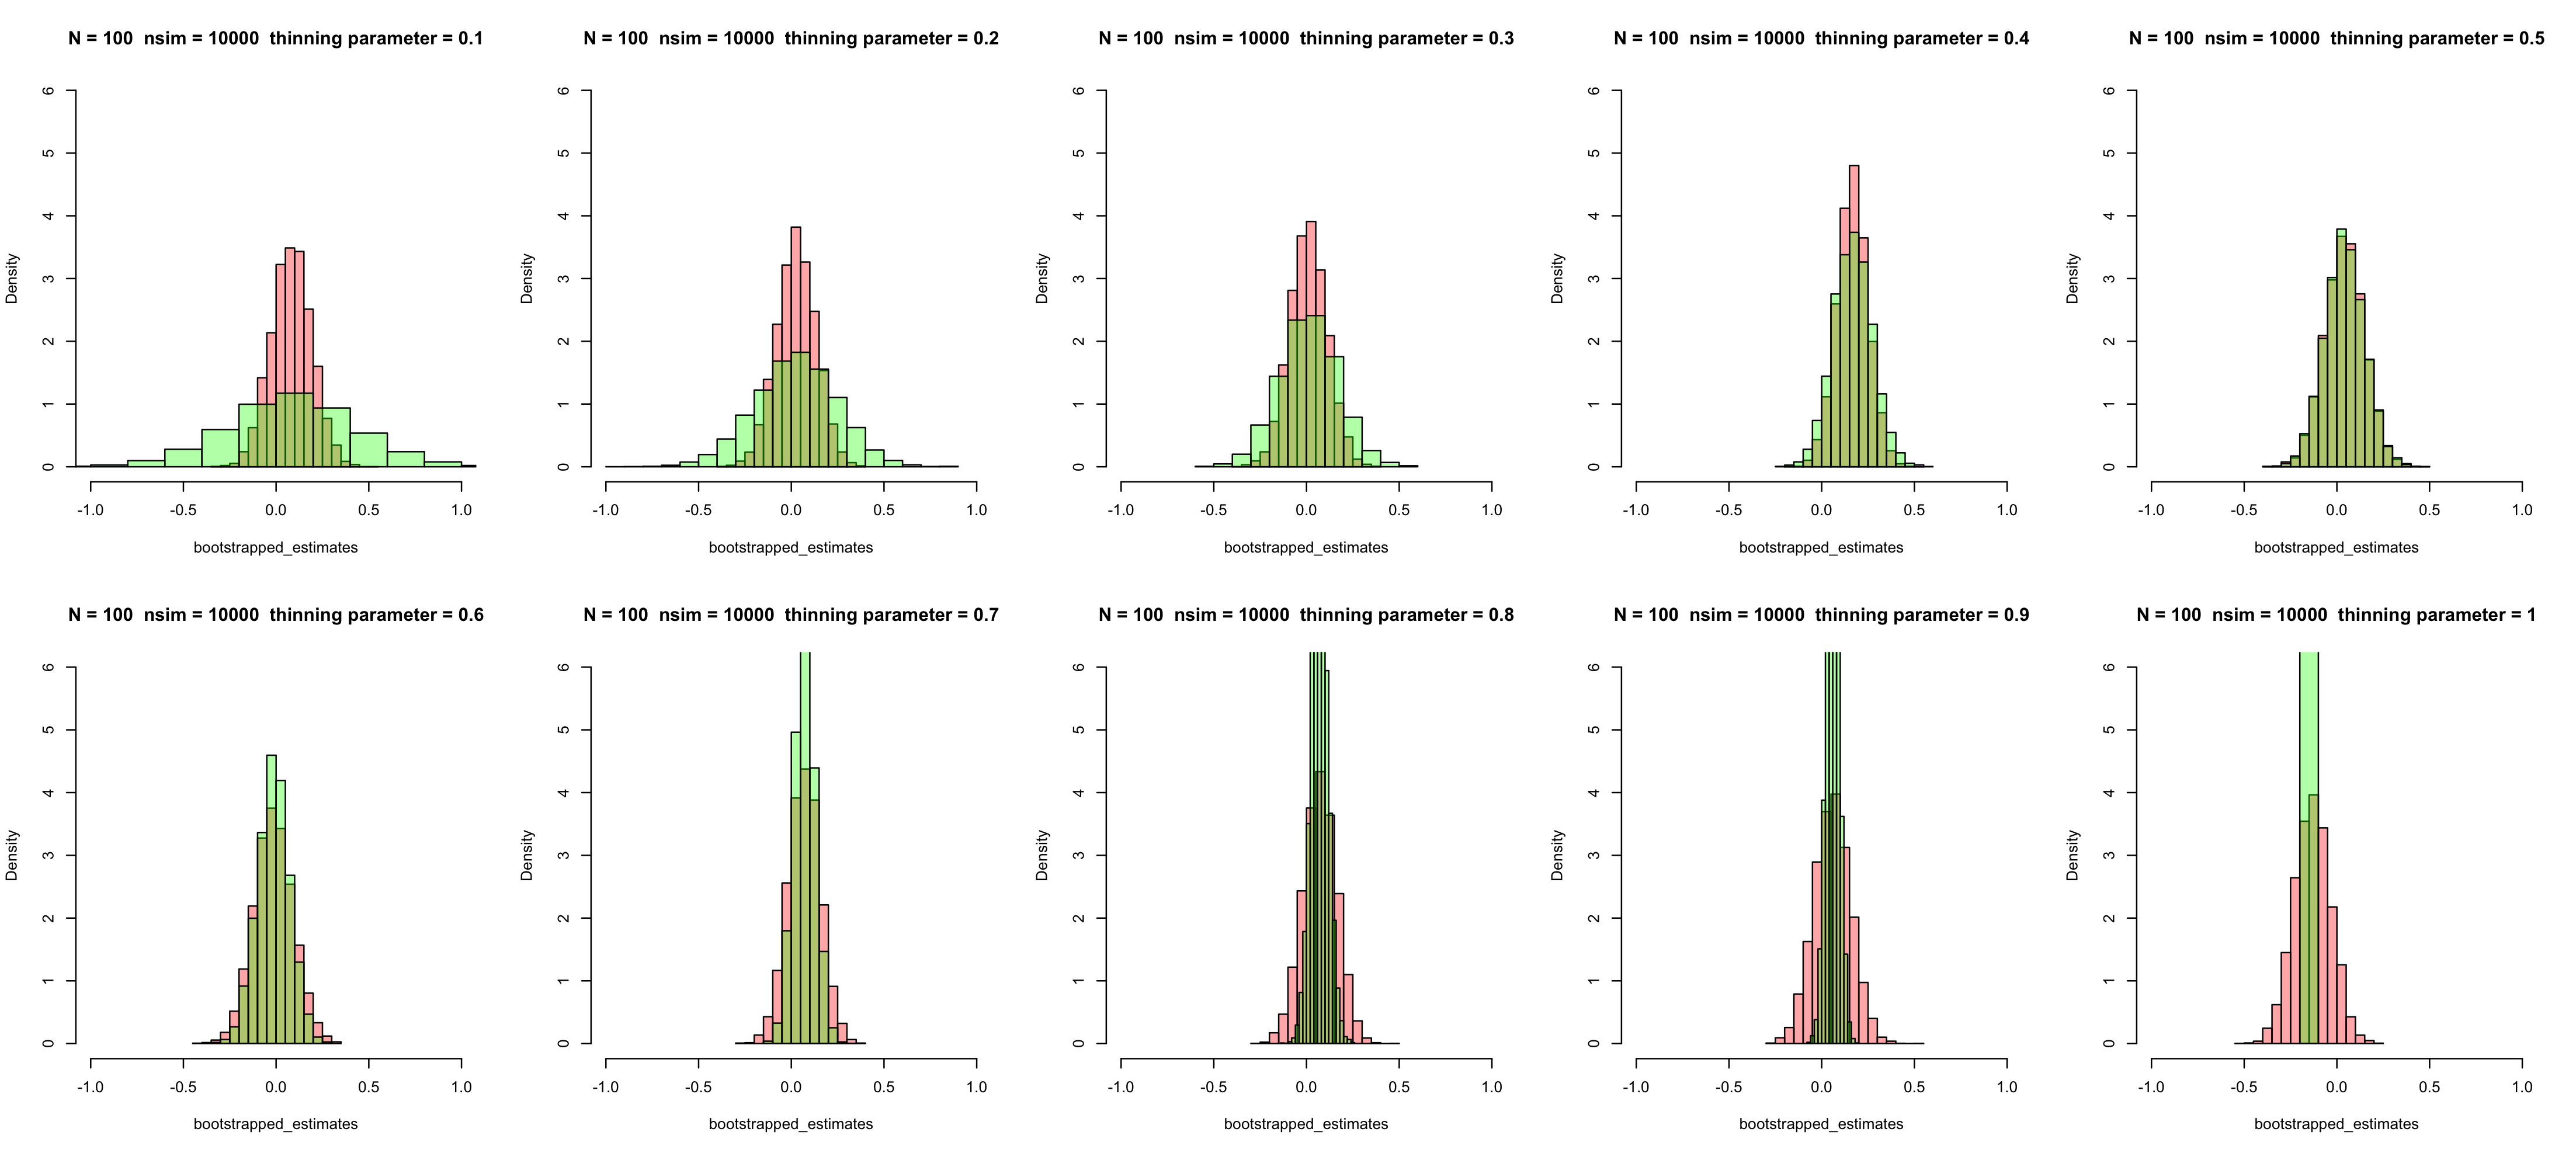 N = 100  nsim = 10000  thinning parameter = 0.1
6
5
4
3
2
1
0
Density
-1.0 -0.5 0.0 0.5 1.0
bootstrapped_estimates
N = 100  nsim = 10000  thinning parameter = 0.2
6
5
4
3
2
1
0
Density
-1.0 -0.5 0.0 0.5 1.0
bootstrapped_estimates
N = 100  nsim = 10000  thinning parameter = 0.3
6
5
4
3
2
1
0
Density
-1.0 -0.5 0.0 0.5 1.0
bootstrapped_estimates
N = 100  nsim = 10000  thinning parameter = 0.4
6
5
4
3
2
1
0
Density
-1.0 -0.5 0.0 0.5 1.0
bootstrapped_estimates
N = 100  nsim = 10000  thinning parameter = 0.5
6
5
4
3
2
1
0
Density
-1.0 -0.5 0.0 0.5 1.0
bootstrapped_estimates
N = 100  nsim = 10000  thinning parameter = 0.6
6
5
4
3
2
1
0
Density
-1.0 -0.5 0.0 0.5 1.0
bootstrapped_estimates
N = 100  nsim = 10000  thinning parameter = 0.7
6
5
4
3
2
1
0
Density
-1.0 -0.5 0.0 0.5 1.0
bootstrapped_estimates
N = 100  nsim = 10000  thinning parameter = 0.8
6
5
4
3
2
1
0
Density
-1.0 -0.5 0.0 0.5 1.0
bootstrapped_estimates
N = 100  nsim = 10000  thinning parameter = 0.9
6
5
4
3
2
1
0
Density
-1.0 -0.5 0.0 0.5 1.0
bootstrapped_estimates
N = 100  nsim = 10000  thinning parameter = 1
6
5
4
3
2
1
0
Density
-1.0 -0.5 0.0 0.5 1.0
bootstrapped_estimates